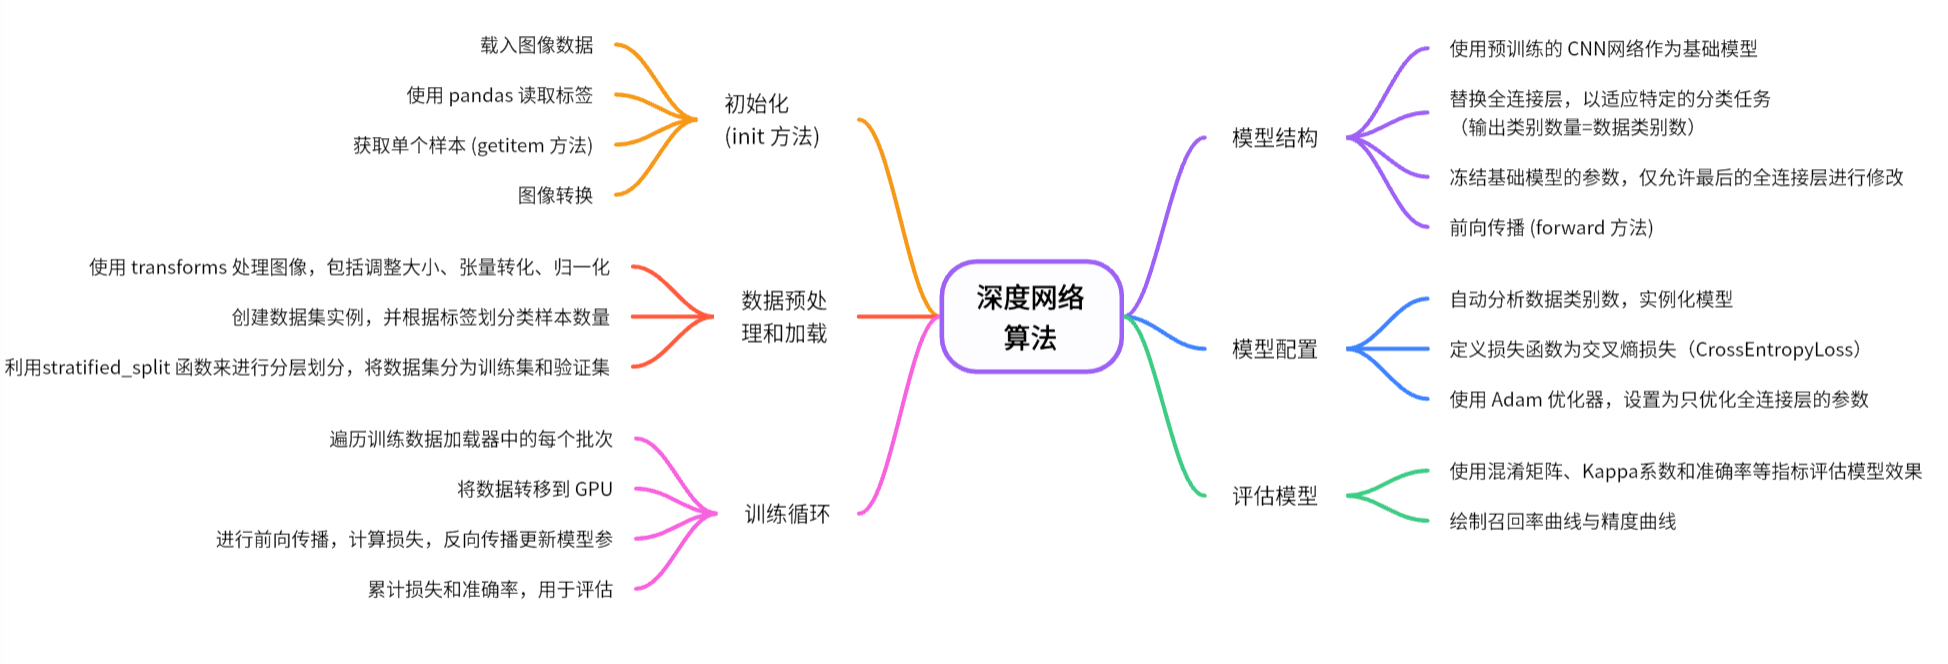 深度网络
算法
初始化
(init 方法)
载入图像数据
使用 pandas 读取标签
获取单个样本 (getitem 方法)
图像转换
数据预处
理和加载
使用 transforms 处理图像，包括调整大小、张量转化、归一化
创建数据集实例，并根据标签划分类样本数量
利用stratified_split 函数来进行分层划分，将数据集分为训练集和验证集
训练循环
遍历训练数据加载器中的每个批次
将数据转移到 GPU
进行前向传播，计算损失，反向传播更新模型参
累计损失和准确率，用于评估
模型结构
使用预训练的 CNN网络作为基础模型
替换全连接层，以适应特定的分类任务
（输出类别数量=数据类别数）
冻结基础模型的参数，仅允许最后的全连接层进行修改
前向传播 (forward 方法)
模型配置
自动分析数据类别数，实例化模型
定义损失函数为交叉熵损失（CrossEntropyLoss）
使用 Adam 优化器，设置为只优化全连接层的参数
评估模型
使用混淆矩阵、Kappa系数和准确率等指标评估模型效果
绘制召回率曲线与精度曲线